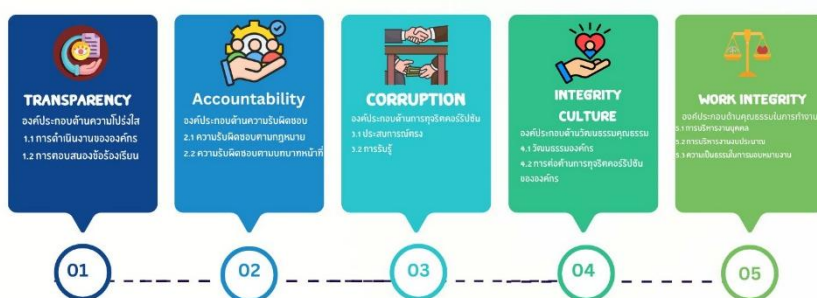 TRANSPARENCY
องค์ประกอบด้านความโปร่งใส
1.1 การดำเนินงานขององค์กร
1.2 การตอบสนองข้อร้องเรียน
01
Accountability
องค์ประกอบด้านความรับผิดชอบ
2.1 ความรับผิดชอบตามกฎหมาย
2.2 ความรับผิดชอบตามบทบาทหน้าที่
02
CORRUPTION
องค์ประกอบด้านการทุจริตคอร์รัปชัน
3.1 ประสบการณ์ตรง
3.2 การรับรู้
03
INTEGRITY
CULTURE
องค์ประกอบด้านวัฒนธรรมคุณธรรม
4.1 วัฒนธรรมองค์กร
4.2 การต่อต้านการทุจริตคอร์รัปชัน
ขององค์กร
04
WORK INTEGRITY
องค์ประกอบด้านคุณธรรมในการทำงาน
5.1 การบริหารงานบุคคล
5.2 การบริหารงานงบประมาณ
5.3 ความเป็นธรรมในการมอบหมายงาน
05